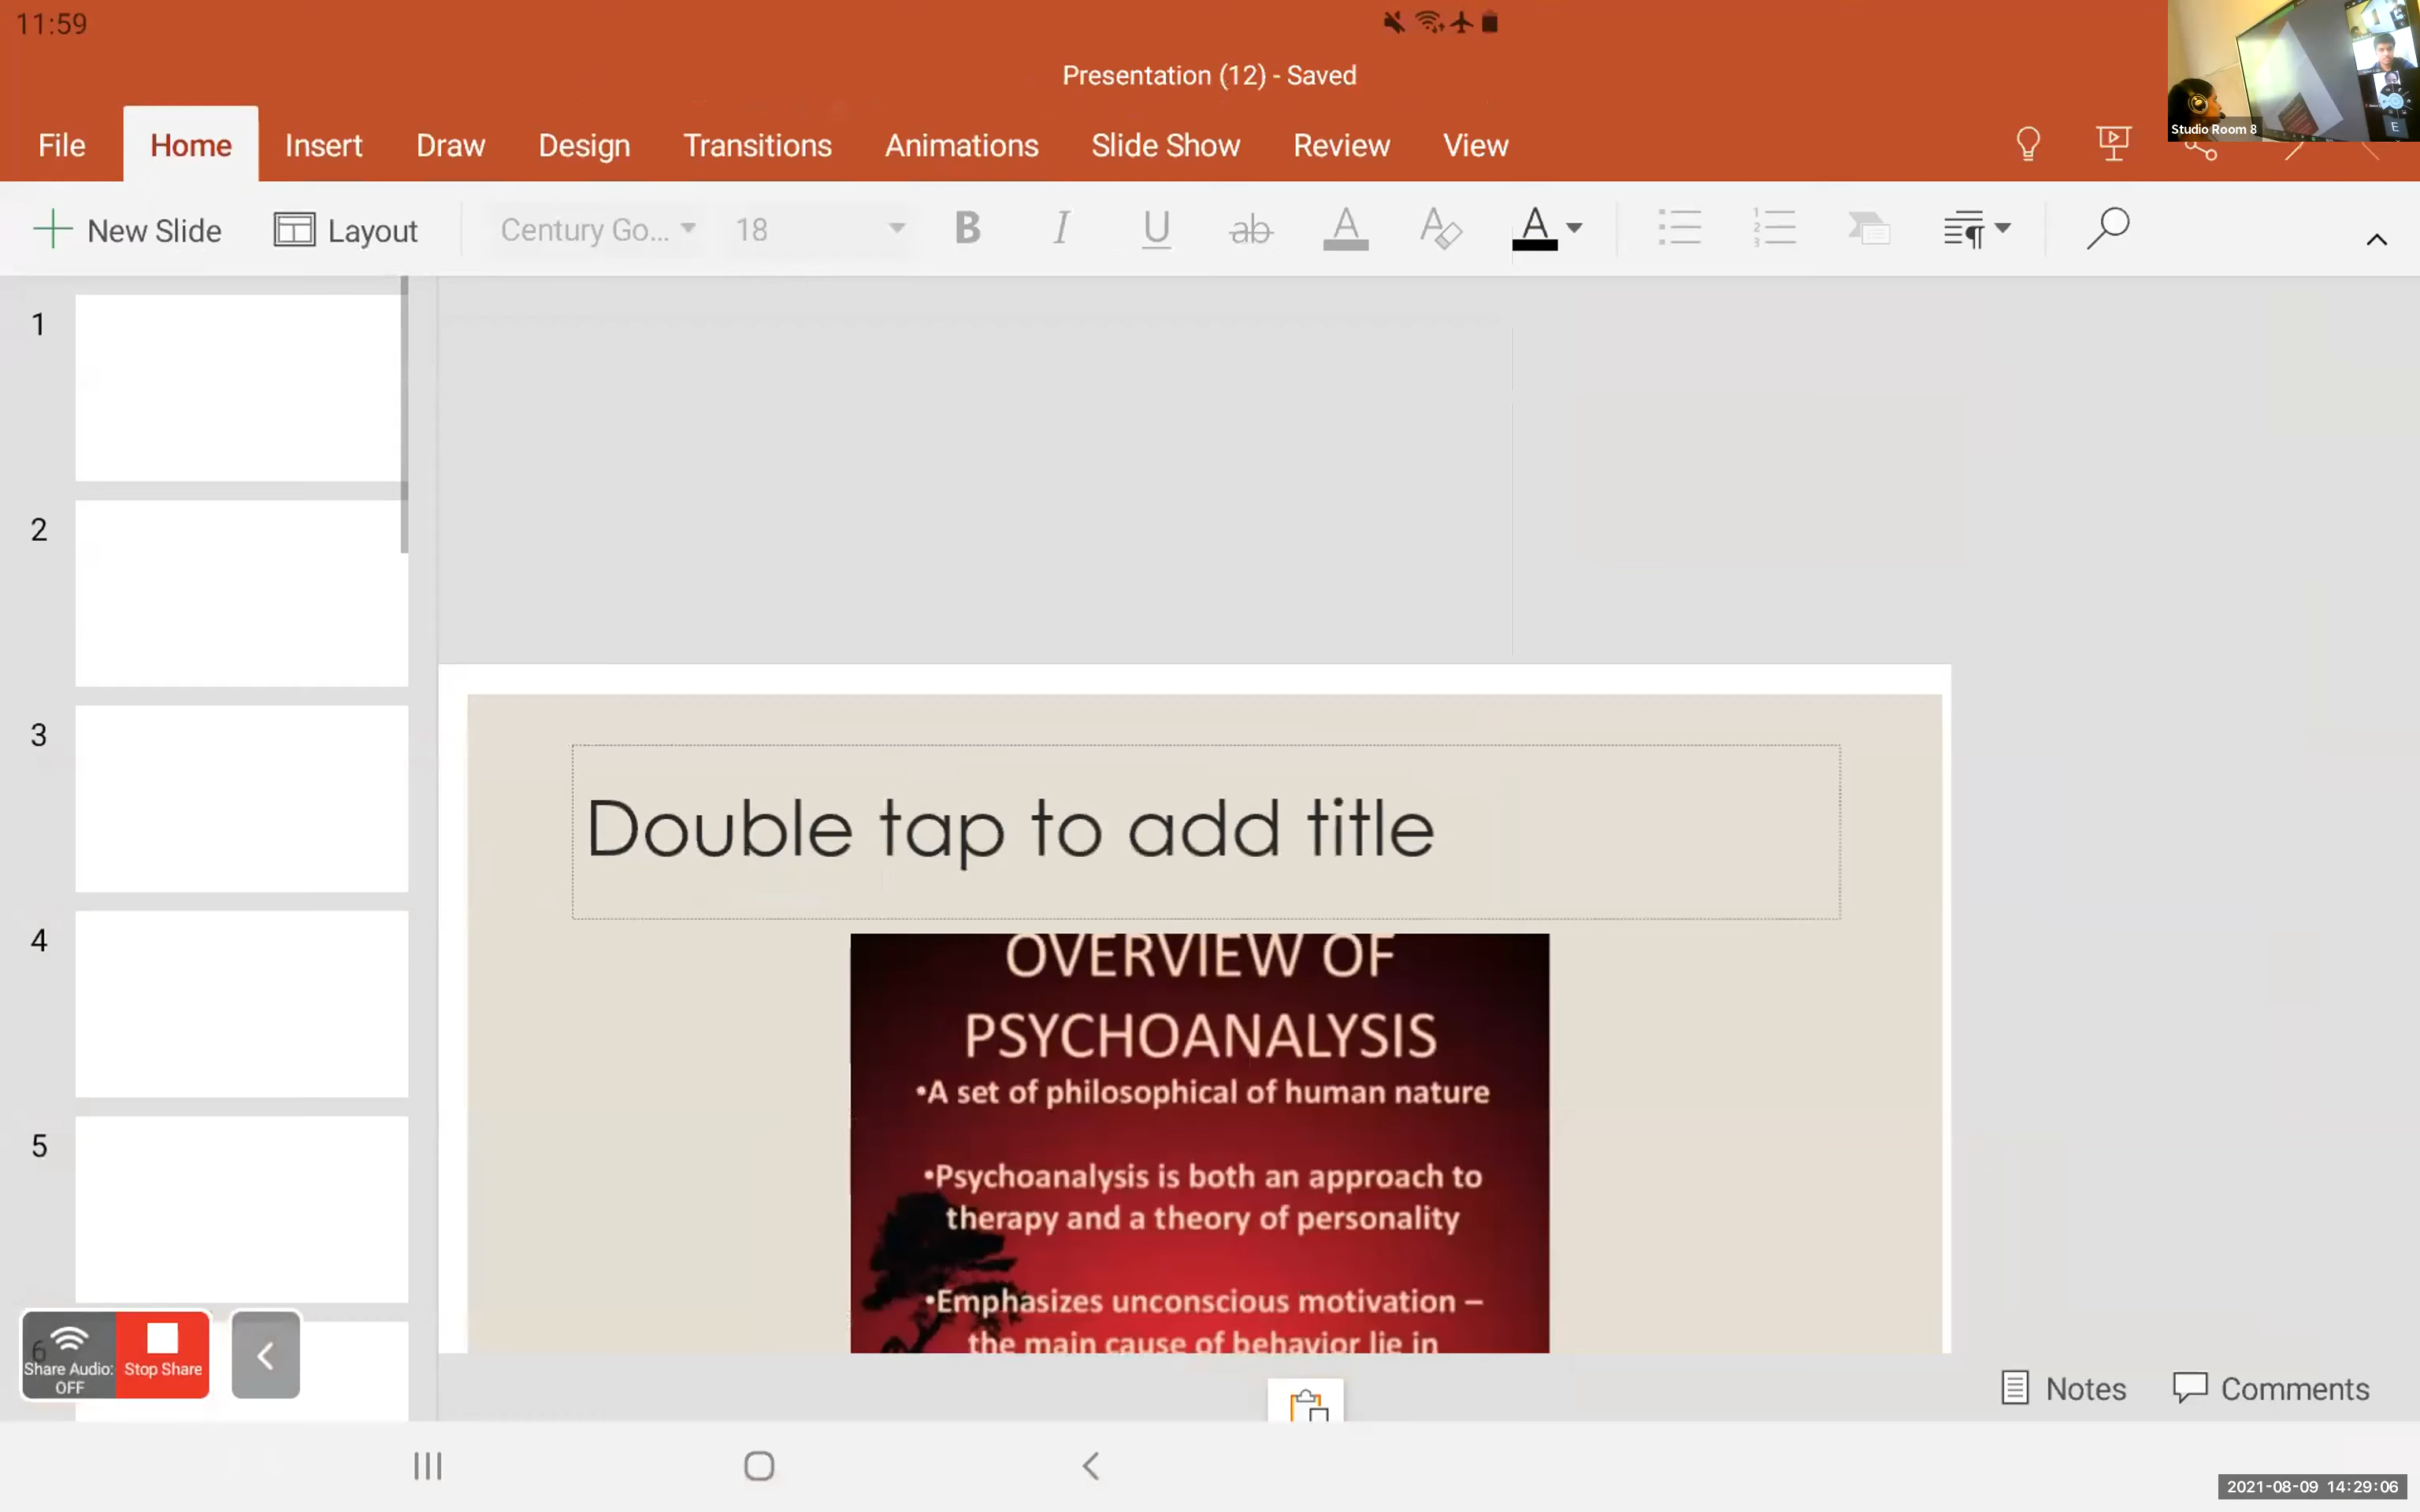 11:59
Presentation (12) - Saved
File Home Insert Draw Design Transitions Animations Slide Show Review View
Studio Room 8
E
New Slide Layout Century Go... 18 B I U ab A A A
1
2
3
4
5
6
Double tap to add title
OVERVIEW OF
PSYCHOANALYSIS
•A set of philosophical of human nature
•Psychoanalysis is both an approach to
therapy and a theory of personality
•Emphasizes unconscious motivation –
the main cause of behavior lie in
Share Audio: Stop Share
OFF
Notes Comments
2021-08-09 14:29:06